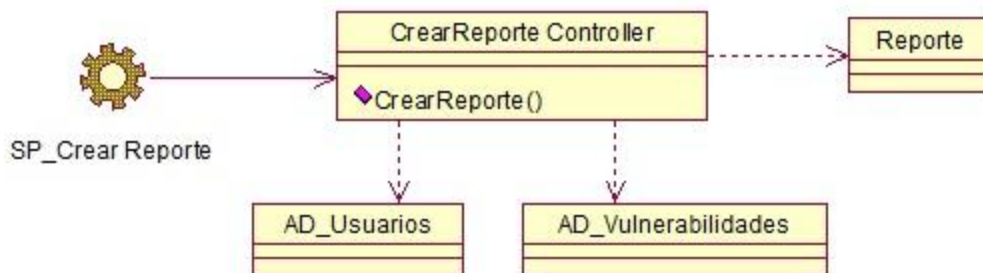 CrearReporte Controller
Reporte
CrearReporte()
SP_Crear Reporte
AD_Usuarios
AD_Vulnerabilidades